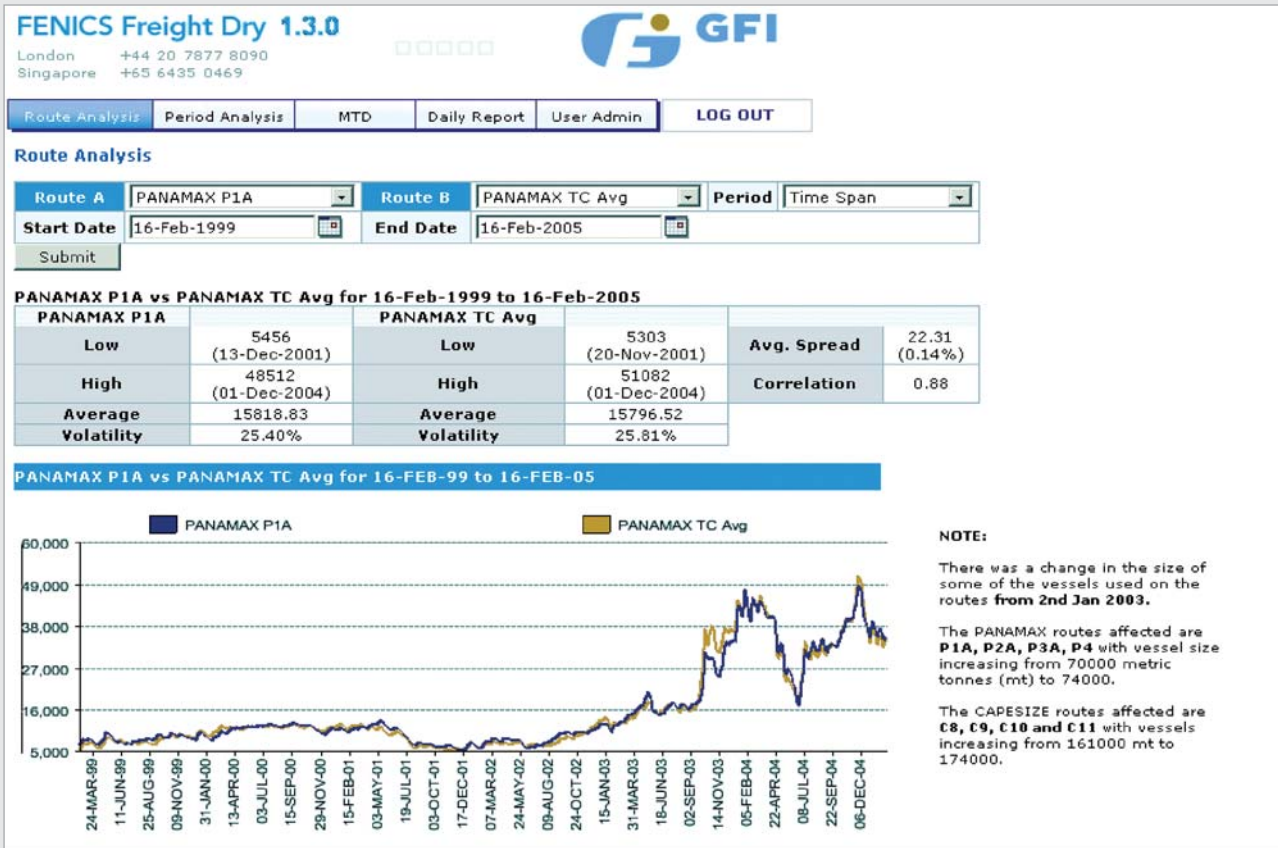 FENICS Freight Dry 1.3.0
London +44 20 7877 8090
Singapore +65 6435 0469
GFI
Route Analysis Period Analysis MTD Daily Report User Admin LOG OUT
Route Analysis
Route A PANAMAX P1A Route B PANAMAX TC Avg Period Time Span
Start Date 16-Feb-1999 End Date 16-Feb-2005
Submit
PANAMAX P1A vs PANAMAX TC Avg for 16-Feb-1999 to 16-Feb-2005
PANAMAX P1A PANAMAX TC Avg
Low 5456 (13-Dec-2001) Low 5303 (20-Nov-2001) Avg. Spread 22.31 (0.14%)
High 48512 (01-Dec-2004) High 51082 (01-Dec-2004) Correlation 0.88
Average 15818.83 Average 15796.52
Volatility 25.40% Volatility 25.81%
PANAMAX P1A vs PANAMAX TC Avg for 16-FEB-99 to 16-FEB-05
PANAMAX P1A PANAMAX TC Avg
60,000
49,000
38,000
27,000
16,000
5,000
24-MAR-99
11-JUN-99
25-AUG-99
09-NOV-99
31-JAN-00
13-APR-00
03-JUL-00
15-SEP-00
29-NOV-00
15-FEB-01
03-MAY-01
19-JUL-01
03-OCT-01
17-DEC-01
07-MAR-02
24-MAY-02
09-AUG-02
24-OCT-02
15-JAN-03
31-MAR-03
18-JUN-03
02-SEP-03
14-NOV-03
05-FEB-04
22-APR-04
08-JUL-04
22-SEP-04
06-DEC-04
NOTE:
There was a change in the size of
some of the vessels used on the
routes from 2nd Jan 2003.
The PANAMAX routes affected are
P1A, P2A, P3A, P4 with vessel size
increasing from 70000 metric
tonnes (mt) to 74000.
The CAPESIZE routes affected are
C8, C9, C10 and C11 with vessels
increasing from 161000 mt to
174000.